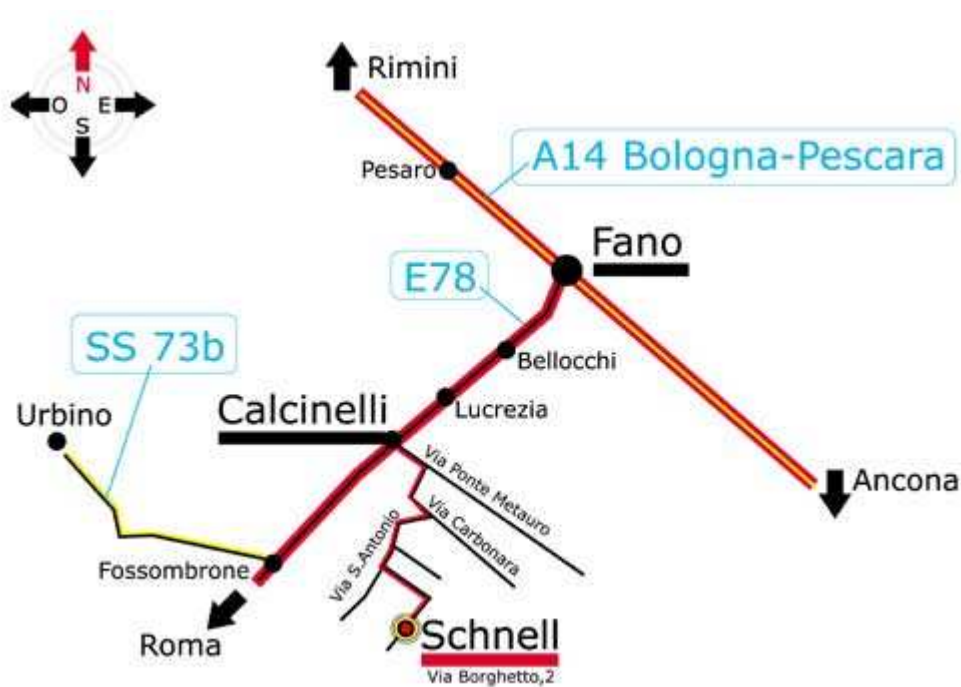 Rimini
N
O E
S
A14 Bologna-Pescara
Pesaro
Fano
E78
SS 73b
Bellocchi
Calcinelli
Lucrezia
Urbino
Via Ponte Metauro
Ancona
Via Carbonara
Via S.Antonio
Fossombrone
Roma
Schnell
Via Borghetto,2